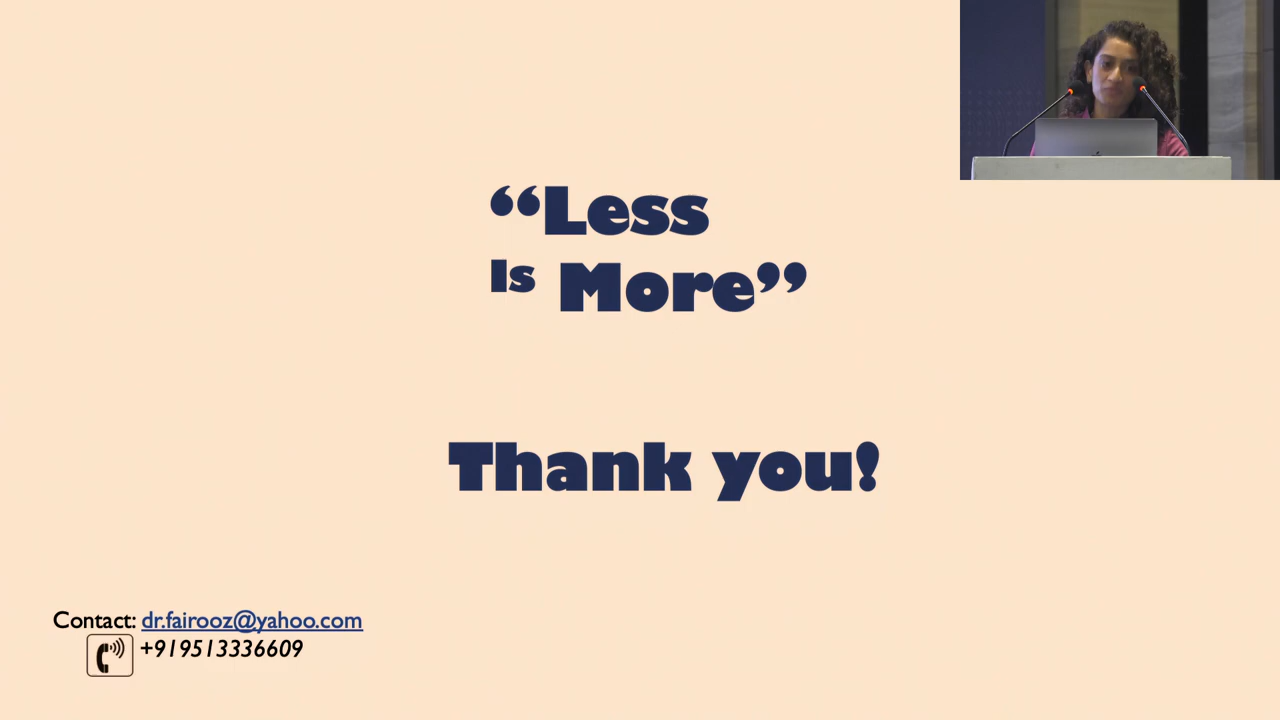 “Less
Is More”
Thank you!
Contact: dr.fairooz@yahoo.com
+919513336609